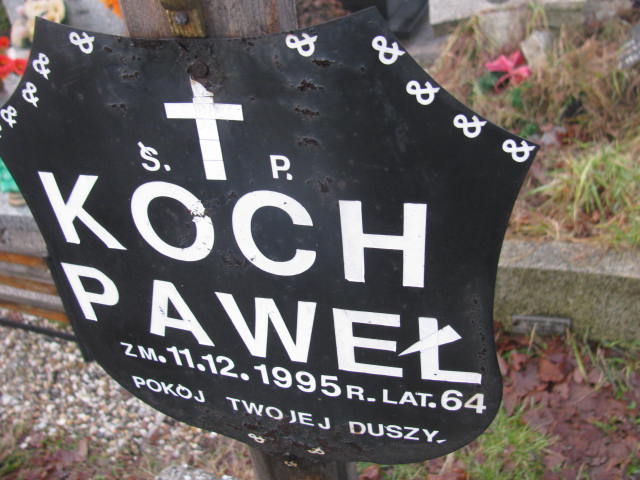 Ś. P.
KOCH
PAWEŁ
ZM. 11.12. 1995 R. LAT. 64
POKÓJ TWOJEJ DUSZY.